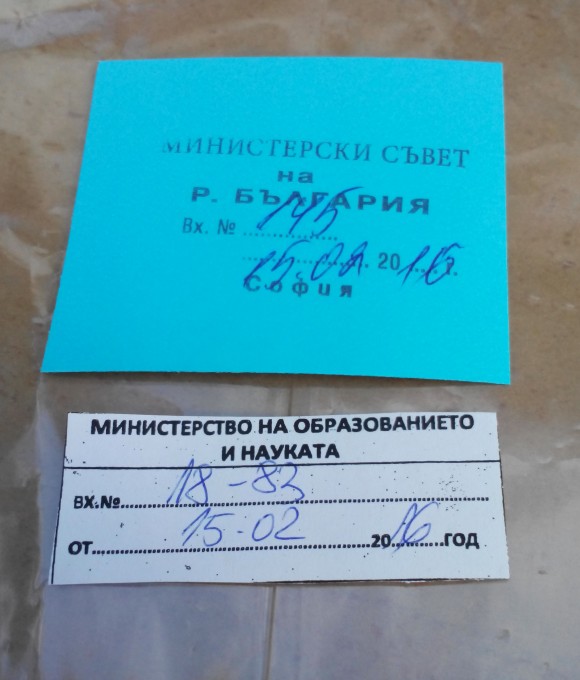 МИНИСТЕРСКИ СЪВЕТ
на
Р. БЪЛГАРИЯ
Вх. № 145
15.02. 2016
София
МИНИСТЕРСТВО НА ОБРАЗОВАНИЕТО
И НАУКАТА
ВХ.№ 18-83
ОТ 15-02 2016 ГОД